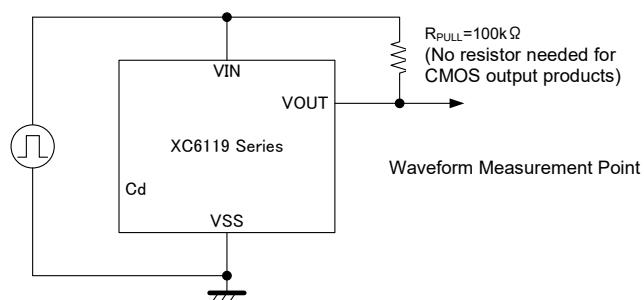 RPULL=100kΩ
(No resistor needed for
CMOS output products)
VIN
VOUT
XC6119 Series
Waveform Measurement Point
Cd
VSS